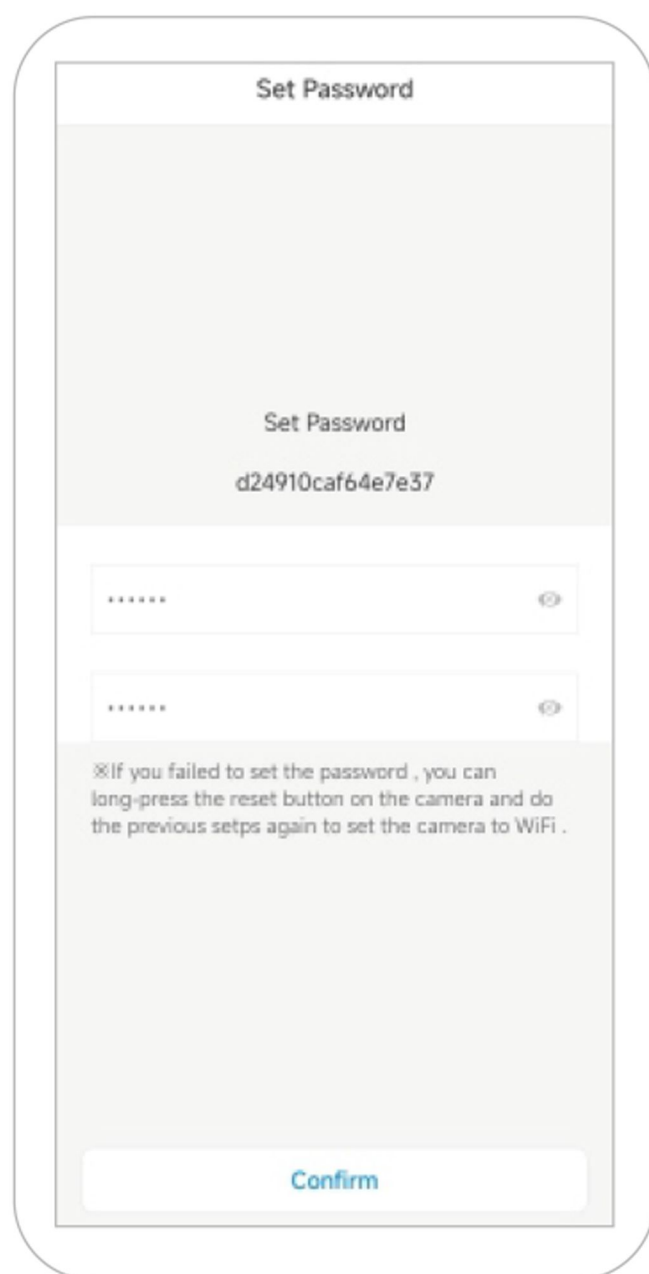 Set Password
Set Password
d24910caf64e7e37
••••••
••••••
※If you failed to set the password , you can
long-press the reset button on the camera and do
the previous setps again to set the camera to WiFi .
Confirm